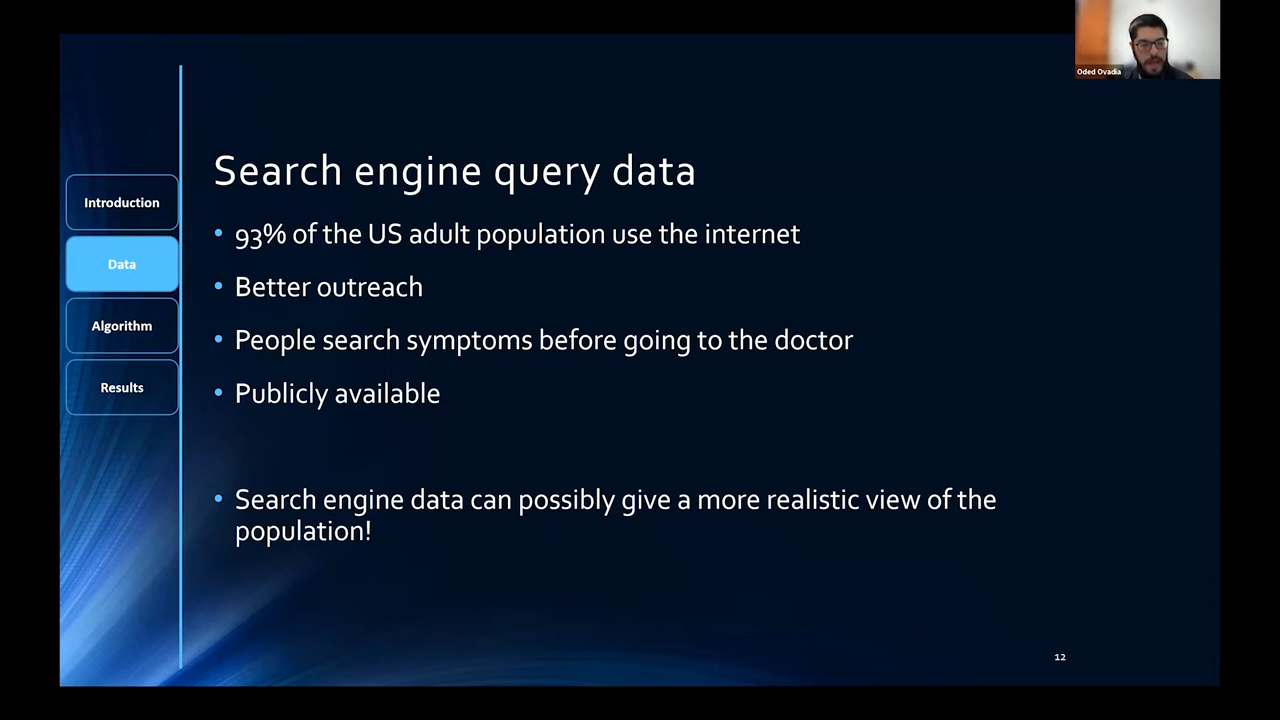 Oded Ovadia
Introduction
Data
Algorithm
Results
Search engine query data
• 93% of the US adult population use the internet
• Better outreach
• People search symptoms before going to the doctor
• Publicly available
• Search engine data can possibly give a more realistic view of the
population!
12